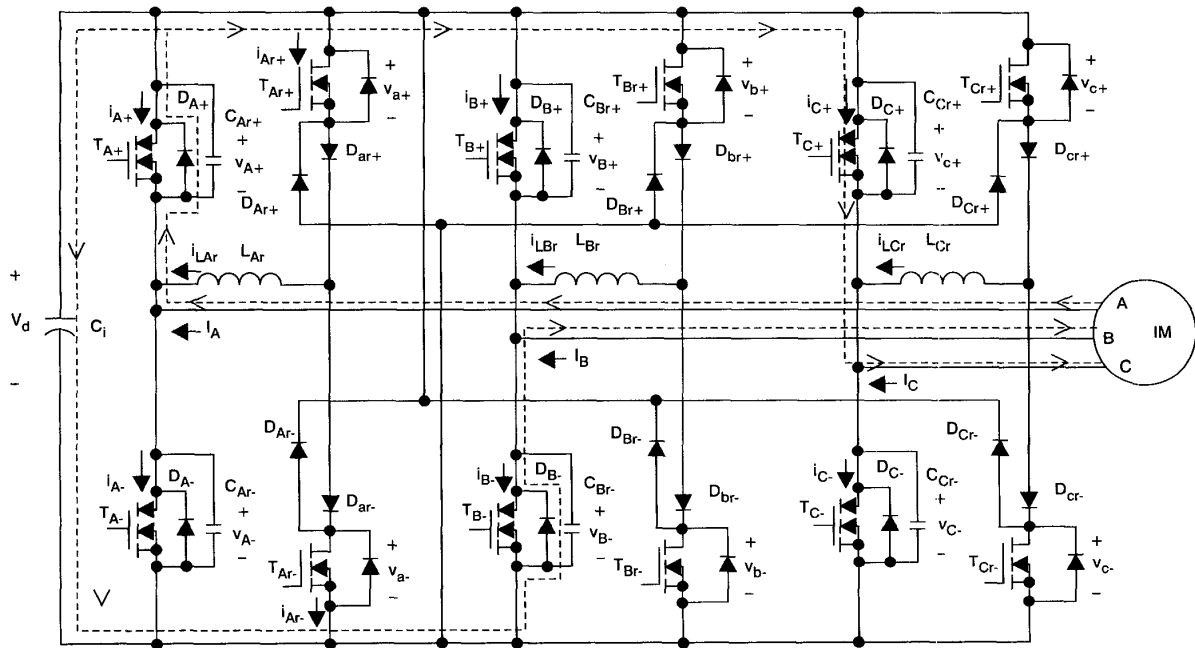 i_Ar+
T_Ar+
+
v_a+
−
T_Br+
+
v_b+
−
T_Cr+
+
v_c+
−
i_A+
D_A+
T_A+
C_Ar+
+
v_A+
−
D_Ar+
D_ar+
i_B+
D_B+
T_B+
C_Br+
+
v_B+
−
D_Br+
D_br+
i_C+
D_C+
T_C+
C_Cr+
+
v_c+
−
D_Cr+
D_cr+
i_LAr
L_Ar
i_LBr
L_Br
i_LCr
L_Cr
+
V_d
−
C_i
I_A
I_B
I_C
A
B
C
IM
D_Ar-
D_Br-
D_Cr-
i_A-
D_A-
T_A-
C_Ar-
+
v_A-
−
D_ar-
T_Ar-
+
v_a-
−
i_Ar-
i_B-
D_B-
T_B-
C_Br-
+
v_B-
−
D_br-
T_Br-
+
v_b-
−
i_C-
D_C-
T_C-
C_Cr-
+
v_C-
−
D_cr-
T_Cr-
+
v_c-
−